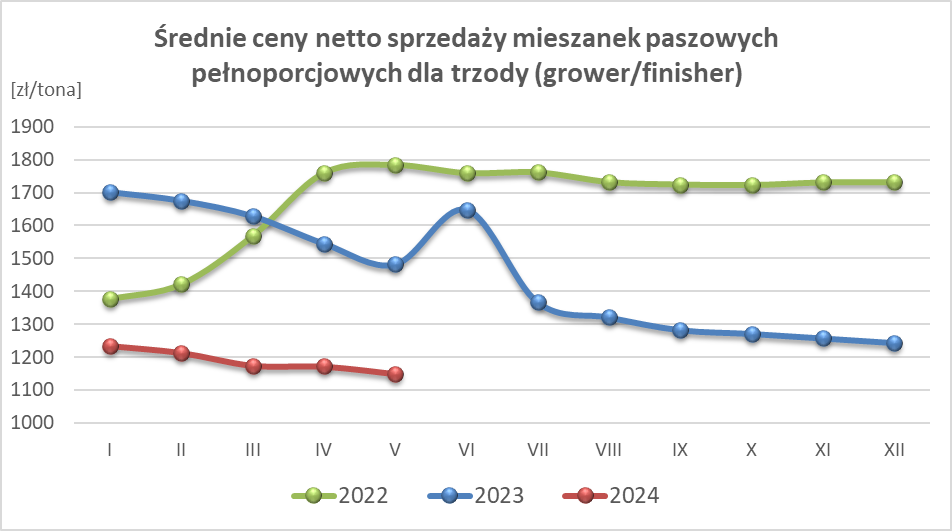 Średnie ceny netto sprzedaży mieszanek paszowych
pełnoporcjowych dla trzody (grower/finisher)
[zł/tona]
1900
1800
1700
1600
1500
1400
1300
1200
1100
1000
I II III IV V VI VII VIII IX X XI XII
2022 2023 2024